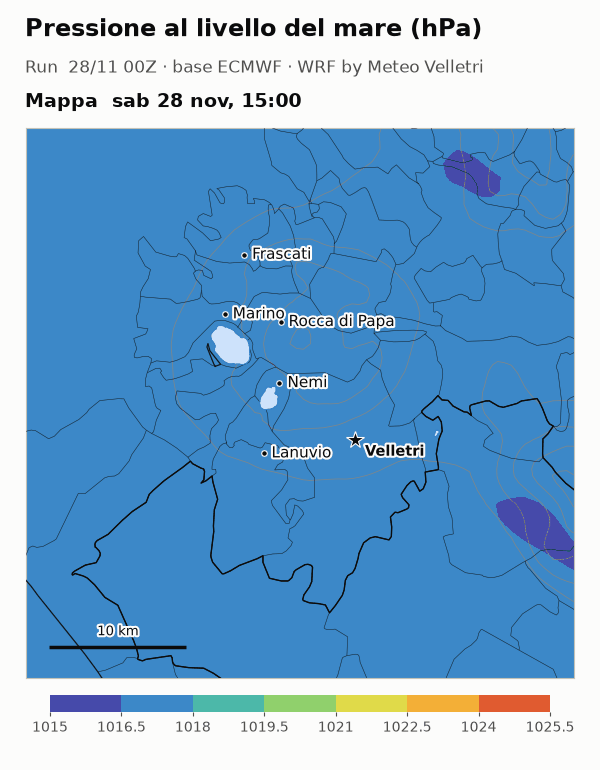 Pressione al livello del mare (hPa)
Run  28/11 00Z · base ECMWF · WRF by Meteo Velletri
Mappa  sab 28 nov, 15:00
Frascati
Marino
Rocca di Papa
Nemi
Velletri
Lanuvio
10 km
1015 1016.5 1018 1019.5 1021 1022.5 1024 1025.5